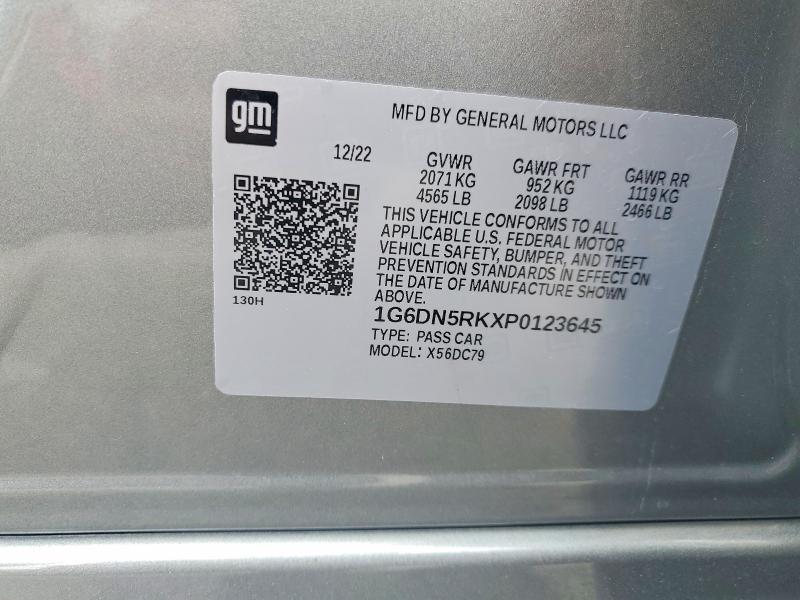 gm
MFD BY GENERAL MOTORS LLC
12/22 GVWR GAWR FRT GAWR RR
2071 KG 952 KG 1119 KG
4565 LB 2098 LB 2466 LB
THIS VEHICLE CONFORMS TO ALL
APPLICABLE U.S. FEDERAL MOTOR
VEHICLE SAFETY, BUMPER, AND THEFT
PREVENTION STANDARDS IN EFFECT ON
THE DATE OF MANUFACTURE SHOWN
ABOVE.
130H
1G6DN5RKXP0123645
TYPE: PASS CAR
MODEL: X56DC79